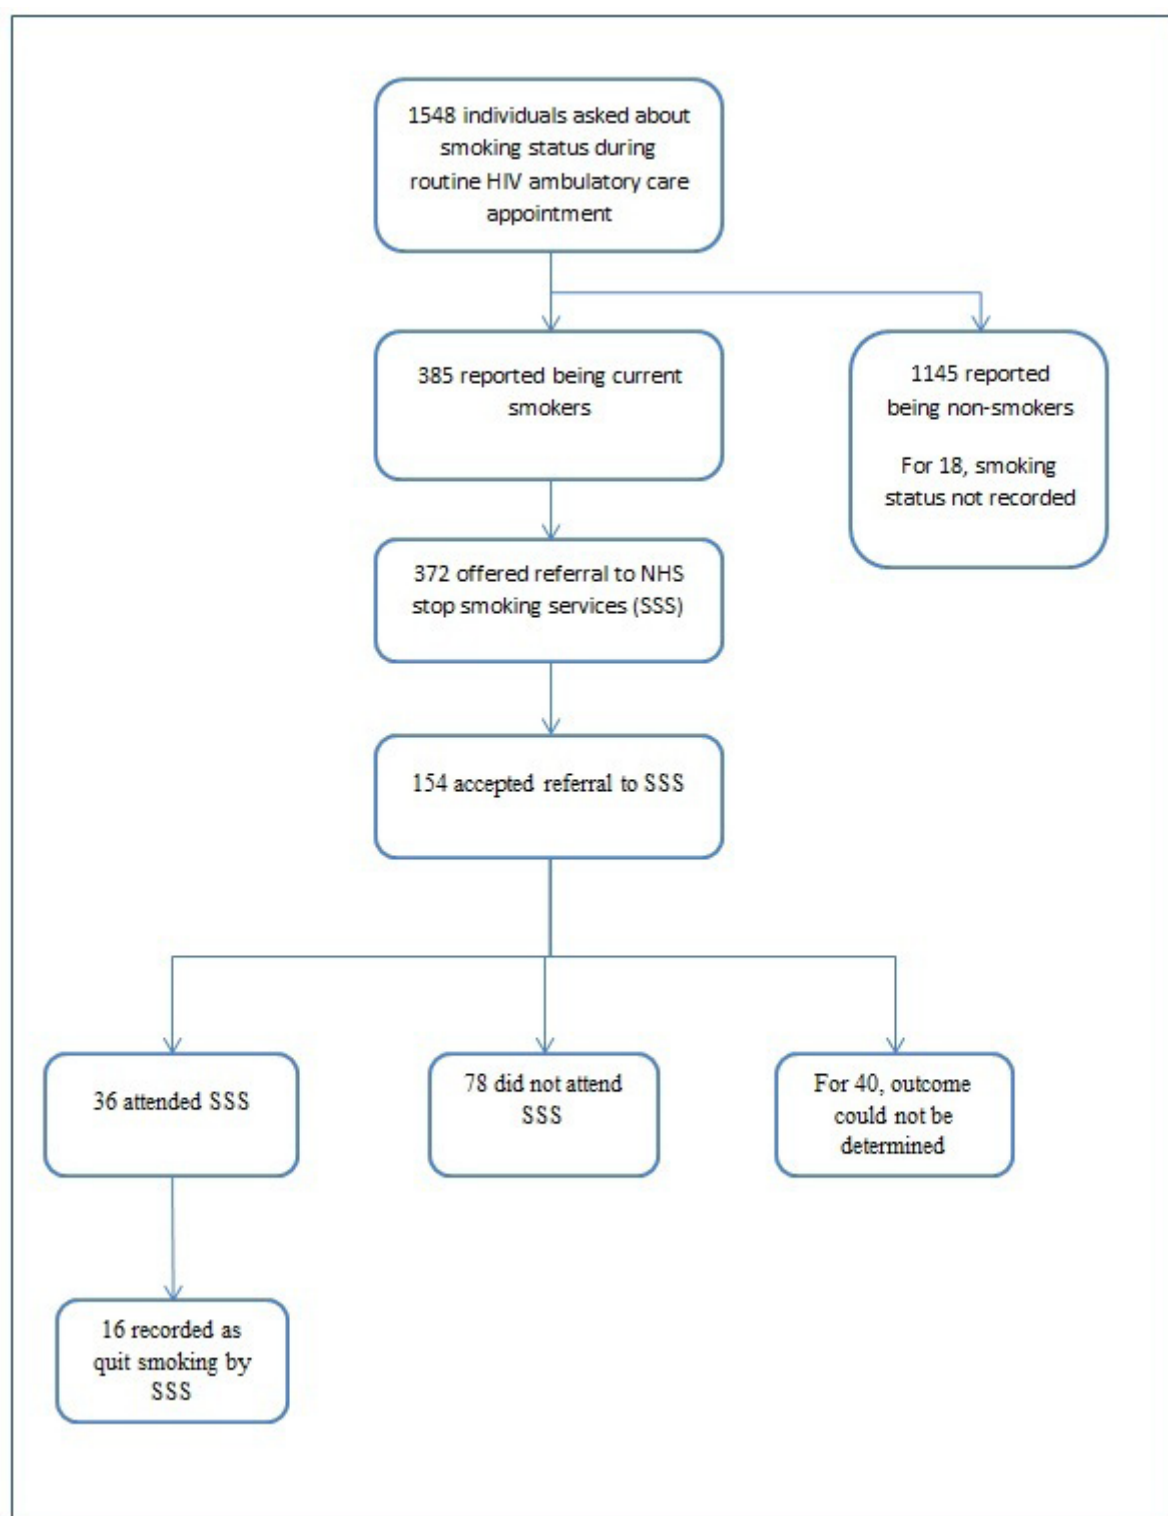 1548 individuals asked about
smoking status during
routine HIV ambulatory care
appointment
385 reported being current
smokers
1145 reported
being non-smokers
For 18, smoking
status not recorded
372 offered referral to NHS
stop smoking services (SSS)
154 accepted referral to SSS
36 attended SSS
78 did not attend
SSS
For 40, outcome
could not be
determined
16 recorded as
quit smoking by
SSS